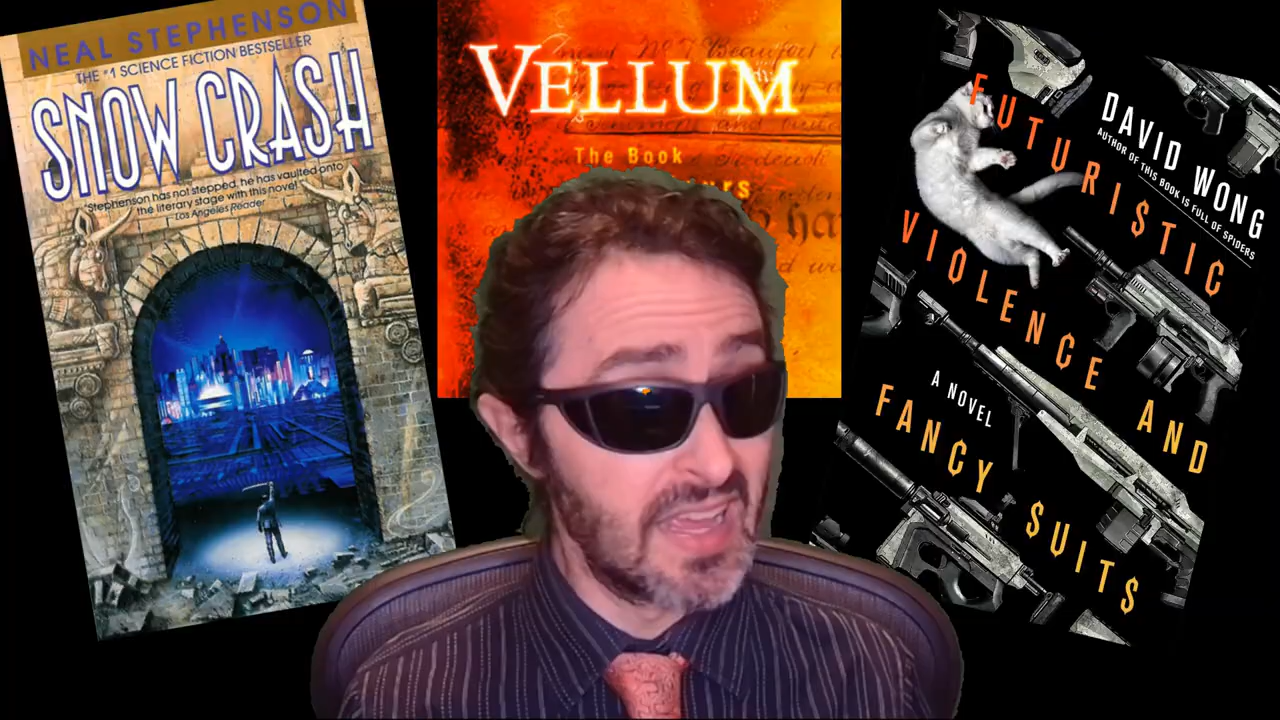 NEAL STEPHENSON
THE #1 SCIENCE FICTION BESTSELLER
SNOW CRASH
"Stephenson has not stepped, he has vaulted onto
the literary stage with this novel."
Los Angeles Reader
VELLUM
The Book
DAVID WONG
AUTHOR OF THIS BOOK IS FULL OF SPIDERS
FUTURI$TIC
VIOLENCE AND
FANCY $UIT$
A NOVEL